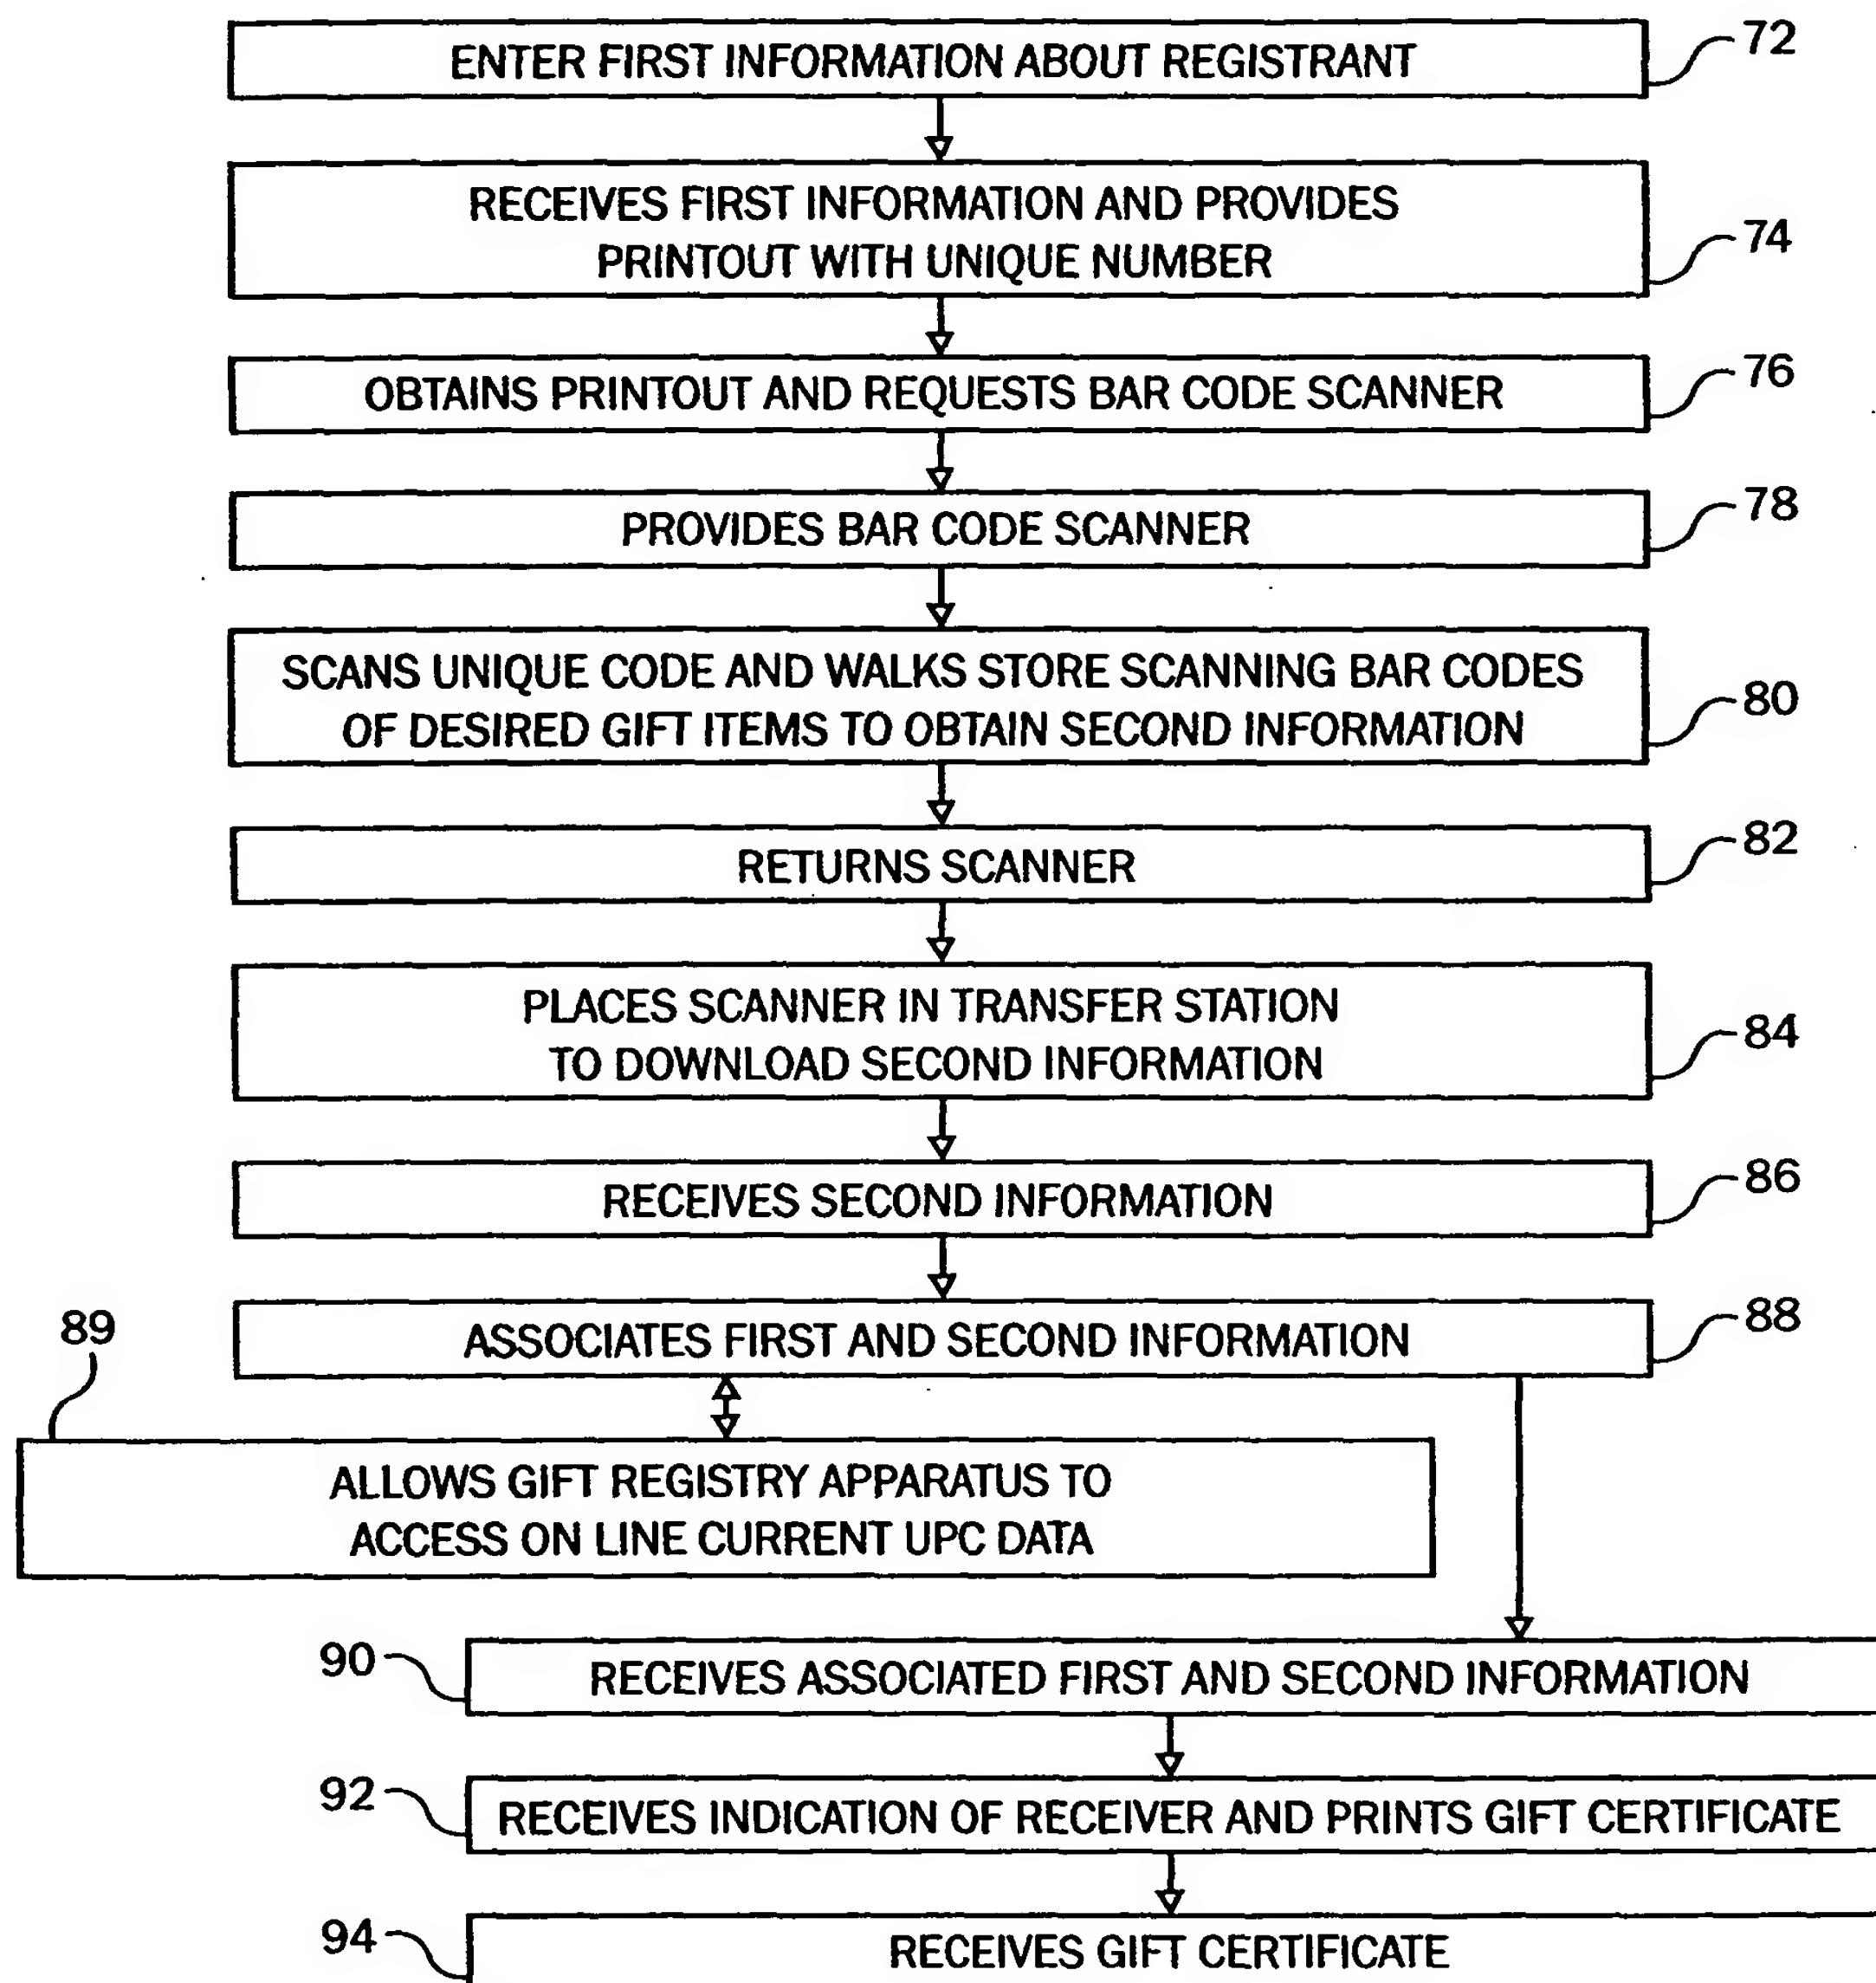 ENTER FIRST INFORMATION ABOUT REGISTRANT
72
RECEIVES FIRST INFORMATION AND PROVIDES
PRINTOUT WITH UNIQUE NUMBER
74
OBTAINS PRINTOUT AND REQUESTS BAR CODE SCANNER
76
PROVIDES BAR CODE SCANNER
78
SCANS UNIQUE CODE AND WALKS STORE SCANNING BAR CODES
OF DESIRED GIFT ITEMS TO OBTAIN SECOND INFORMATION
80
RETURNS SCANNER
82
PLACES SCANNER IN TRANSFER STATION
TO DOWNLOAD SECOND INFORMATION
84
RECEIVES SECOND INFORMATION
86
ASSOCIATES FIRST AND SECOND INFORMATION
88
89
ALLOWS GIFT REGISTRY APPARATUS TO
ACCESS ON LINE CURRENT UPC DATA
90
RECEIVES ASSOCIATED FIRST AND SECOND INFORMATION
92
RECEIVES INDICATION OF RECEIVER AND PRINTS GIFT CERTIFICATE
94
RECEIVES GIFT CERTIFICATE